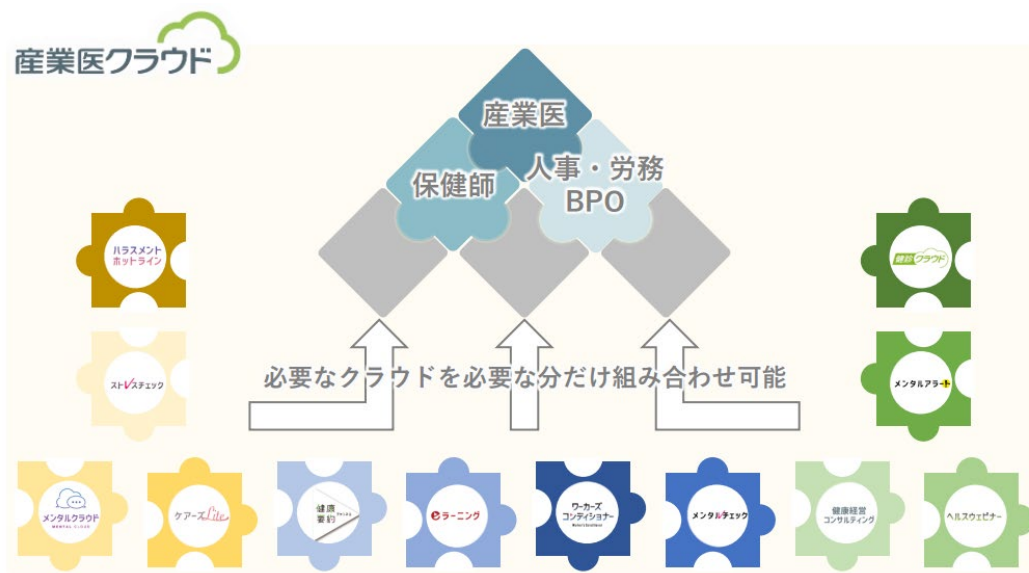 産業医クラウド
産業医
保健師
人事・労務
BPO
ハラスメント
ホットライン
健診クラウド
ストレスチェック
メンタルアラート
必要なクラウドを必要な分だけ組み合わせ可能
メンタルクラウド
MENTAL CLOUD
ケアーズLite
健康
要約
eラーニング
ワーカーズ
コンディショナー
メンタルチェック
健康経営
コンサルティング
ヘルスウェビナー